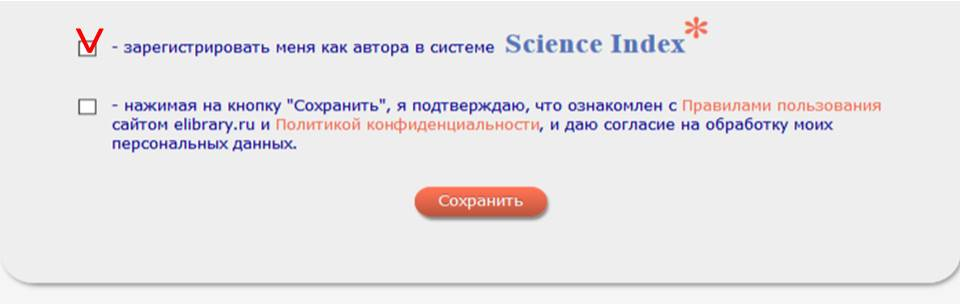 - зарегистрировать меня как автора в системе Science Index*
- нажимая на кнопку "Сохранить", я подтверждаю, что ознакомлен с Правилами пользования
сайтом elibrary.ru и Политикой конфиденциальности, и даю согласие на обработку моих
персональных данных.
Сохранить